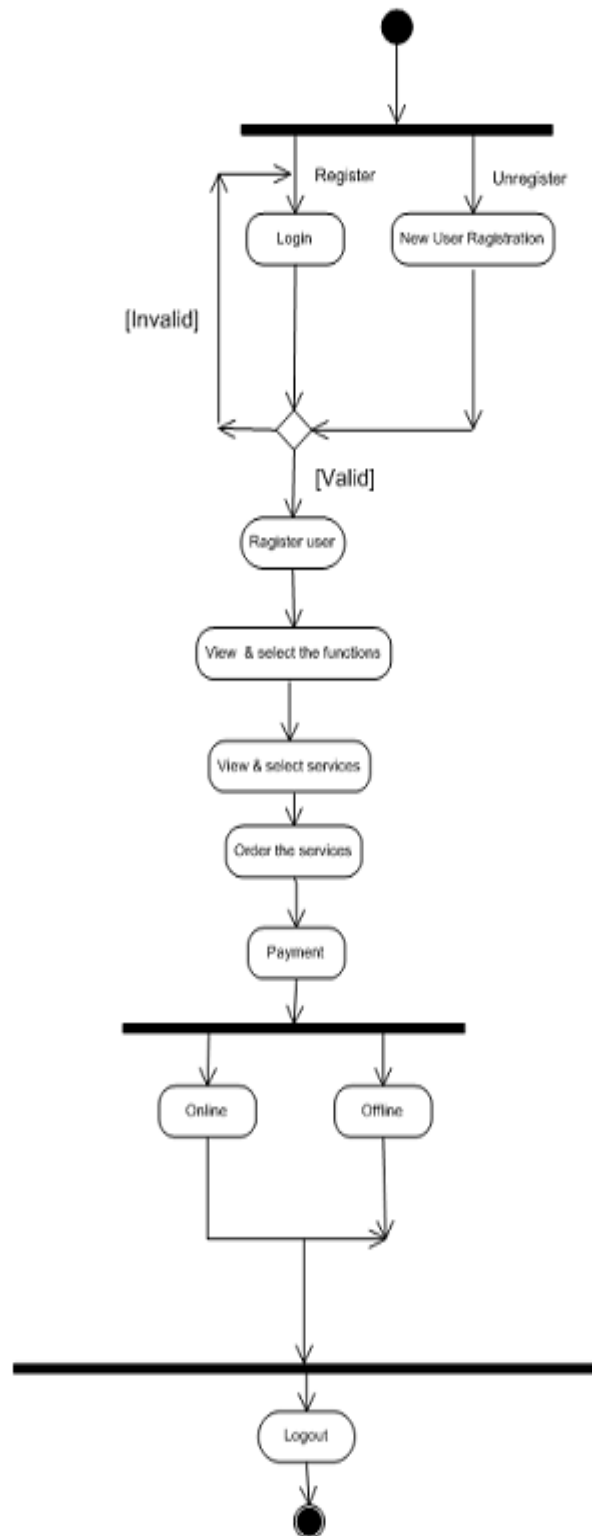 Register
Unregister
Login
New User Ragistration
[Invalid]
[Valid]
Ragister user
View & select the functions
View & select services
Order the services
Payment
Online
Offline
Logout